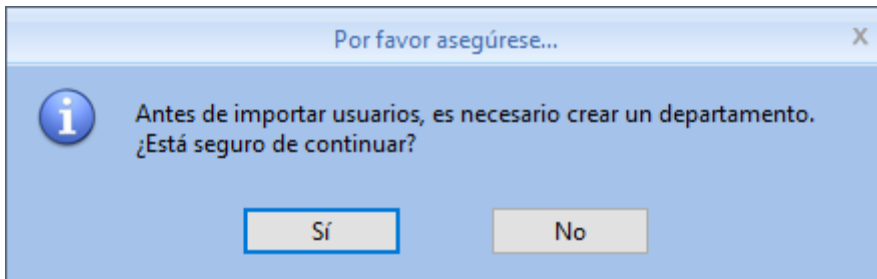 Por favor asegúrese...
X
Antes de importar usuarios, es necesario crear un departamento.
¿Está seguro de continuar?
Sí
No